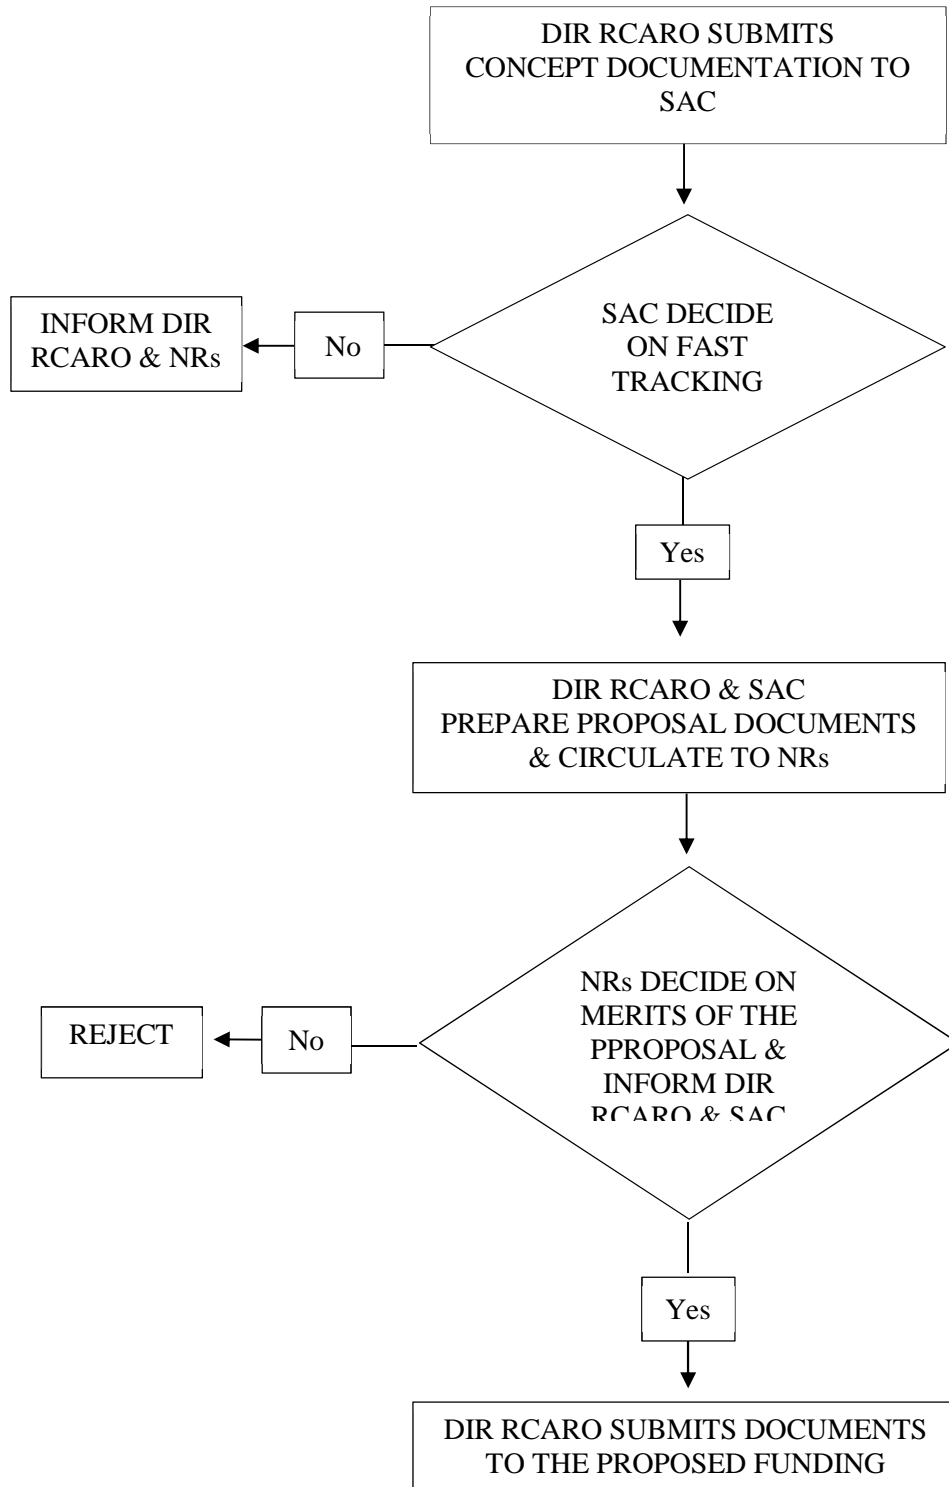 DIR RCARO SUBMITS
CONCEPT DOCUMENTATION TO
SAC
SAC DECIDE
ON FAST
TRACKING
No
INFORM DIR
RCARO & NRs
Yes
DIR RCARO & SAC
PREPARE PROPOSAL DOCUMENTS
& CIRCULATE TO NRs
NRs DECIDE ON
MERITS OF THE
PPROPOSAL &
INFORM DIR
RCARO & SAC
No
REJECT
Yes
DIR RCARO SUBMITS DOCUMENTS
TO THE PROPOSED FUNDING